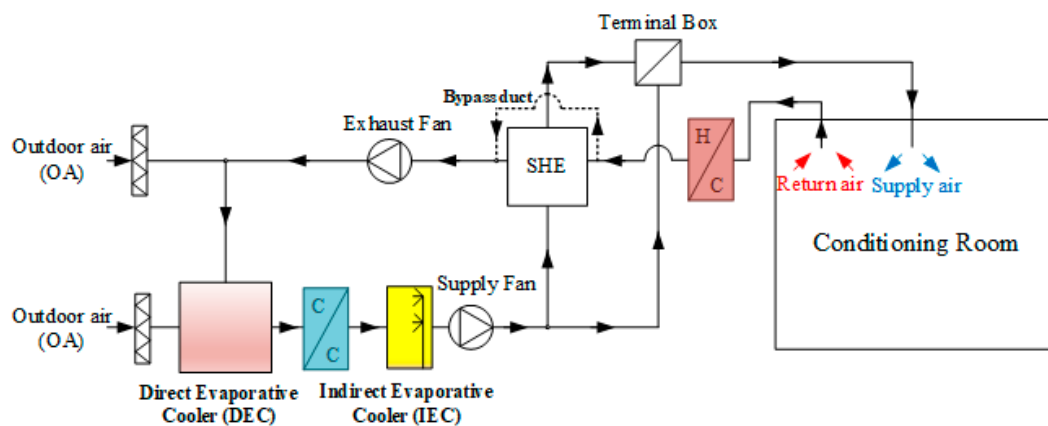 Terminal Box
Bypass duct
Exhaust Fan
Outdoor air
(OA)
SHE
H
C
Return air
Supply air
Conditioning Room
Supply Fan
Outdoor air
(OA)
C
C
Direct Evaporative
Cooler (DEC)
Indirect Evaporative
Cooler (IEC)